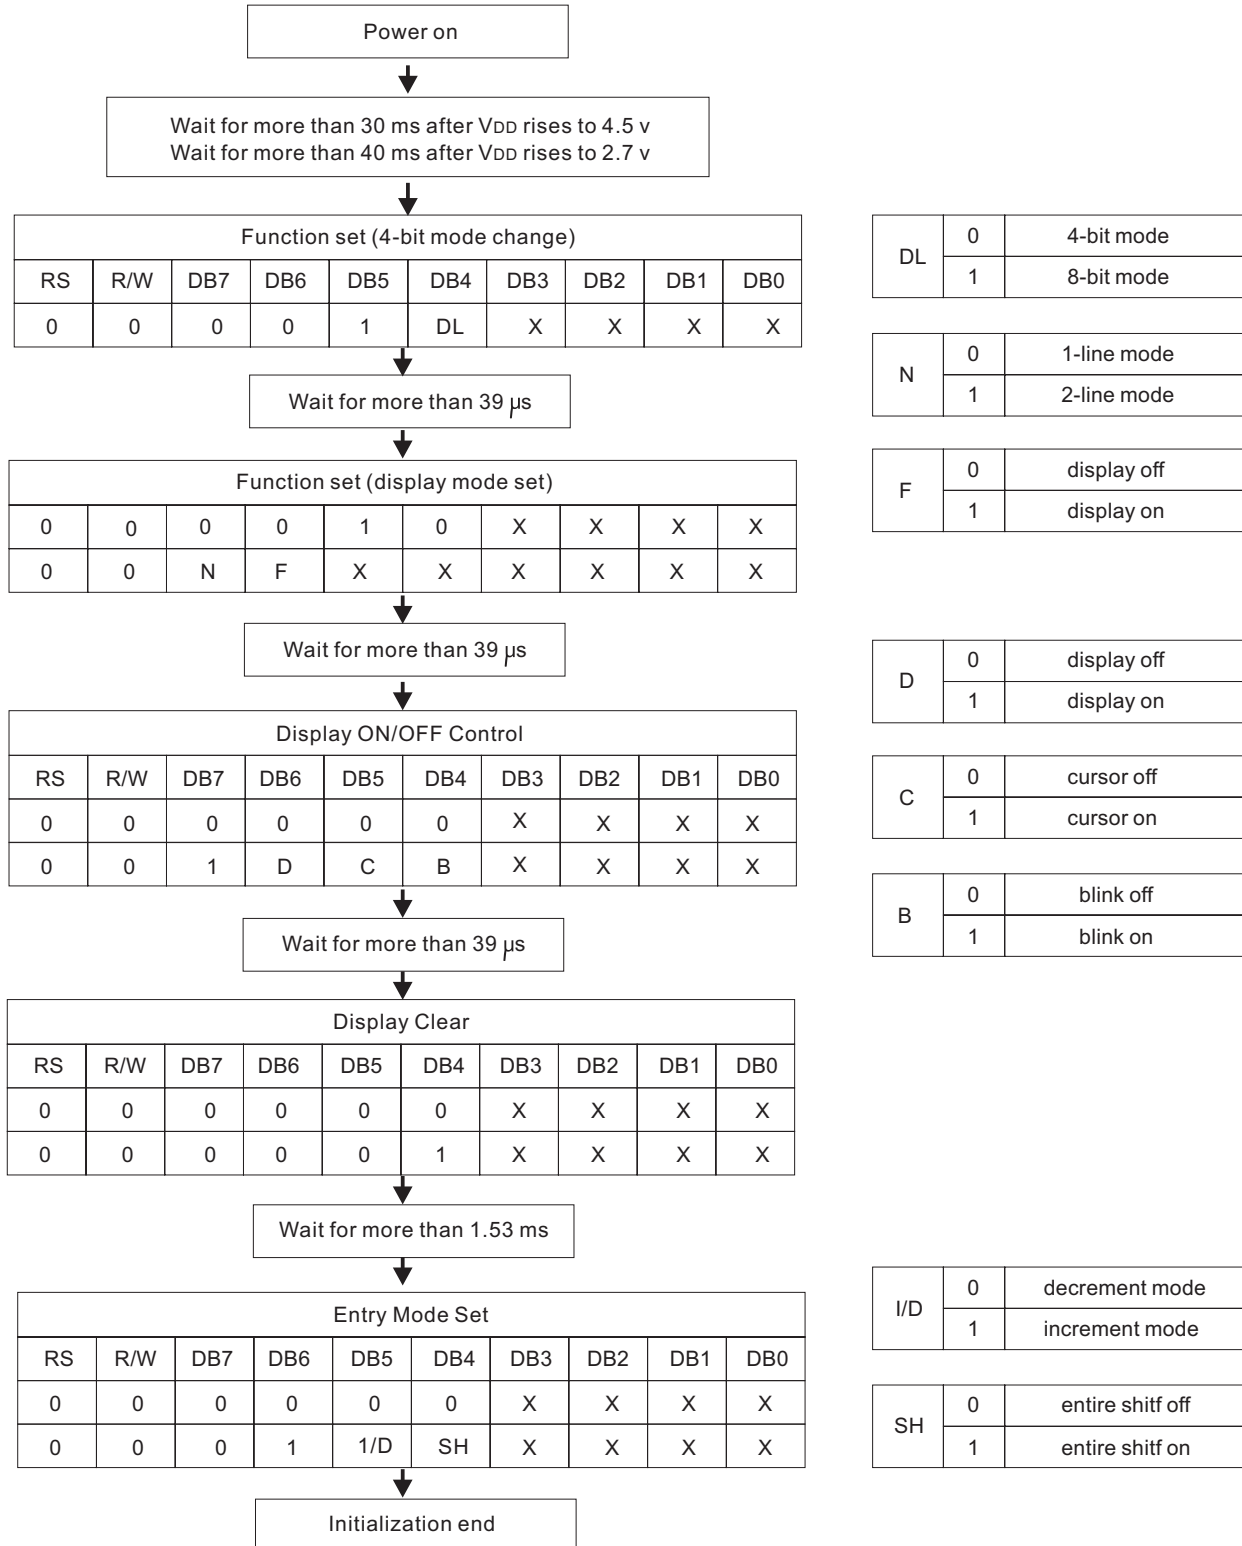 Power on
Wait for more than 30 ms after VDD rises to 4.5 v
Wait for more than 40 ms after VDD rises to 2.7 v
Function set (4-bit mode change)
RS R/W DB7 DB6 DB5 DB4 DB3 DB2 DB1 DB0
0 0 0 0 1 DL X X X X
Wait for more than 39 µs
Function set (display mode set)
0 0 0 0 1 0 X X X X
0 0 N F X X X X X X
Wait for more than 39 µs
Display ON/OFF Control
RS R/W DB7 DB6 DB5 DB4 DB3 DB2 DB1 DB0
0 0 0 0 0 0 X X X X
0 0 1 D C B X X X X
Wait for more than 39 µs
Display Clear
RS R/W DB7 DB6 DB5 DB4 DB3 DB2 DB1 DB0
0 0 0 0 0 0 X X X X
0 0 0 0 0 1 X X X X
Wait for more than 1.53 ms
Entry Mode Set
RS R/W DB7 DB6 DB5 DB4 DB3 DB2 DB1 DB0
0 0 0 0 0 0 X X X X
0 0 0 1 1/D SH X X X X
Initialization end
DL
0 4-bit mode
1 8-bit mode
N
0 1-line mode
1 2-line mode
F
0 display off
1 display on
D
0 display off
1 display on
C
0 cursor off
1 cursor on
B
0 blink off
1 blink on
I/D
0 decrement mode
1 increment mode
SH
0 entire shitf off
1 entire shitf on